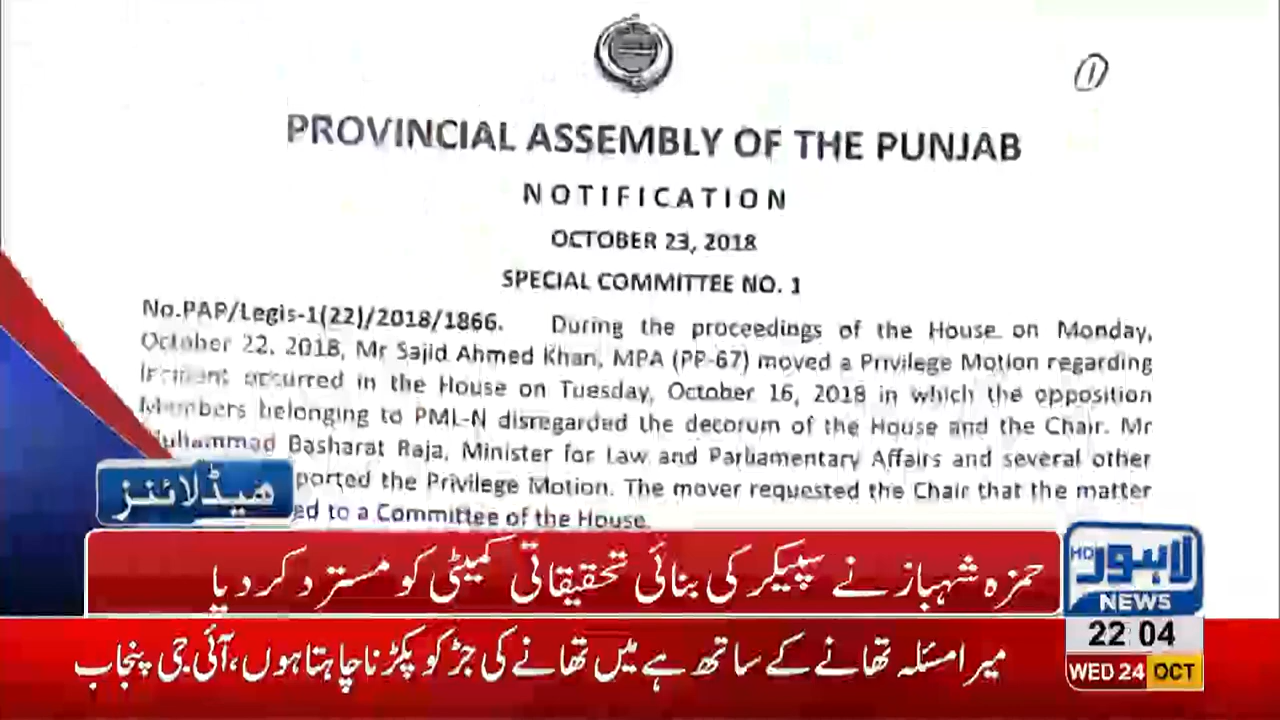 1
PROVINCIAL ASSEMBLY OF THE PUNJAB
NOTIFICATION
OCTOBER 23, 2018
SPECIAL COMMITTEE NO. 1
No.PAP/Legis-1(22)/2018/1866. During the proceedings of the House on Monday,
October 22, 2018, Mr Sajid Ahmed Khan, MPA (PP-67) moved a Privilege Motion regarding
incident occurred in the House on Tuesday, October 16, 2018 in which the opposition
Members belonging to PML-N disregarded the decorum of the House and the Chair. Mr
Muhammad Basharat Raja, Minister for Law and Parliamentary Affairs and several other
ported the Privilege Motion. The mover requested the Chair that the matter
ed to a Committee of the House.
ہیڈلائنز
حمزہ شہباز نے سپیکر کی بنائی تحقیقاتی کمیٹی کو مسترد کر دیا
میرا مسئلہ تھانے کے ساتھ ہے میں تھانے کی جڑ کو پکڑنا چاہتا ہوں، آئی جی پنجاب
HD لاہور
NEWS
22 04
WED 24 OCT